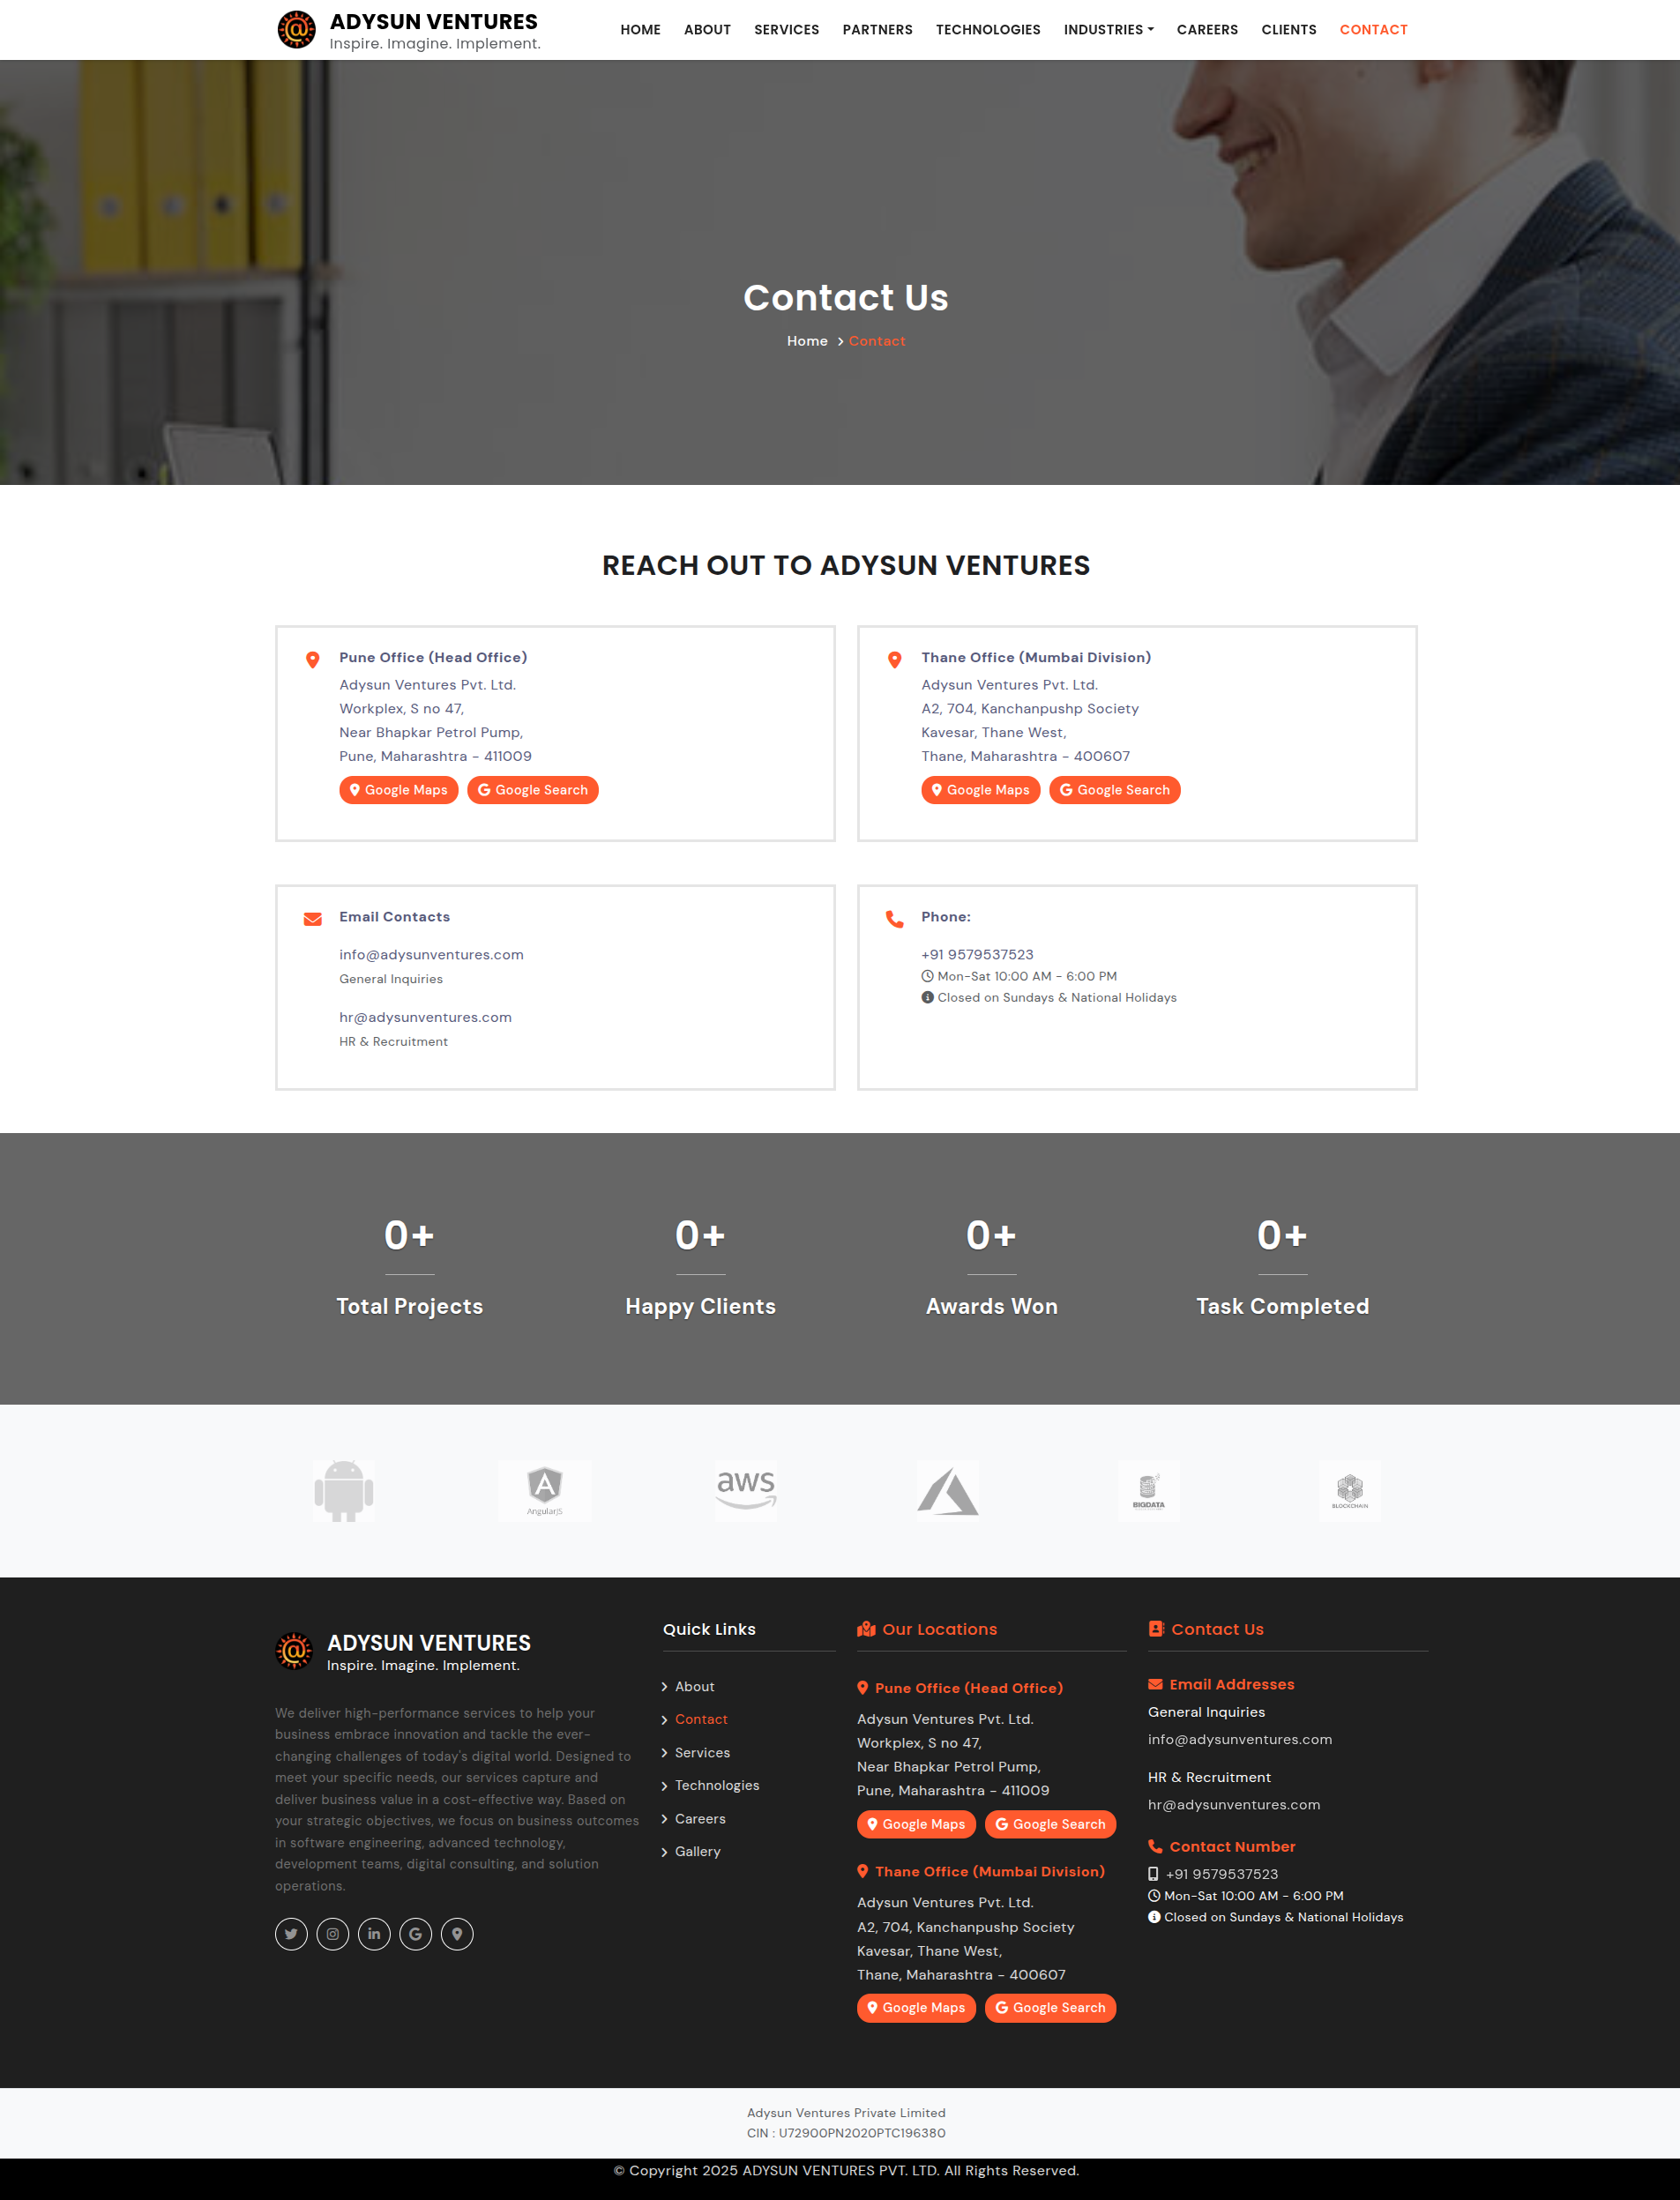 ADYSUN VENTURES
Inspire. Imagine. Implement.
HOME ABOUT SERVICES PARTNERS TECHNOLOGIES INDUSTRIES CAREERS CLIENTS CONTACT
Contact Us
Home Contact
REACH OUT TO ADYSUN VENTURES
Pune Office (Head Office)
Adysun Ventures Pvt. Ltd.
Workplex, S no 47,
Near Bhapkar Petrol Pump,
Pune, Maharashtra - 411009
Google Maps Google Search
Thane Office (Mumbai Division)
Adysun Ventures Pvt. Ltd.
A2, 704, Kanchanpushp Society
Kavesar, Thane West,
Thane, Maharashtra - 400607
Google Maps Google Search
Email Contacts
info@adysunventures.com
General Inquiries
hr@adysunventures.com
HR & Recruitment
Phone:
+91 9579537523
Mon-Sat 10:00 AM - 6:00 PM
Closed on Sundays & National Holidays
0+ 0+ 0+ 0+
Total Projects Happy Clients Awards Won Task Completed
AngularJS
aws
BIGDATA
BLOCKCHAIN
ADYSUN VENTURES
Inspire. Imagine. Implement.
We deliver high-performance services to help your
business embrace innovation and tackle the ever-
changing challenges of today's digital world. Designed to
meet your specific needs, our services capture and
deliver business value in a cost-effective way. Based on
your strategic objectives, we focus on business outcomes
in software engineering, advanced technology,
development teams, digital consulting, and solution
operations.
Quick Links
About
Contact
Services
Technologies
Careers
Gallery
Our Locations
Pune Office (Head Office)
Adysun Ventures Pvt. Ltd.
Workplex, S no 47,
Near Bhapkar Petrol Pump,
Pune, Maharashtra - 411009
Google Maps Google Search
Thane Office (Mumbai Division)
Adysun Ventures Pvt. Ltd.
A2, 704, Kanchanpushp Society
Kavesar, Thane West,
Thane, Maharashtra - 400607
Google Maps Google Search
Contact Us
Email Addresses
General Inquiries
info@adysunventures.com
HR & Recruitment
hr@adysunventures.com
Contact Number
+91 9579537523
Mon-Sat 10:00 AM - 6:00 PM
Closed on Sundays & National Holidays
Adysun Ventures Private Limited
CIN : U72900PN2020PTC196380
© Copyright 2025 ADYSUN VENTURES PVT. LTD. All Rights Reserved.